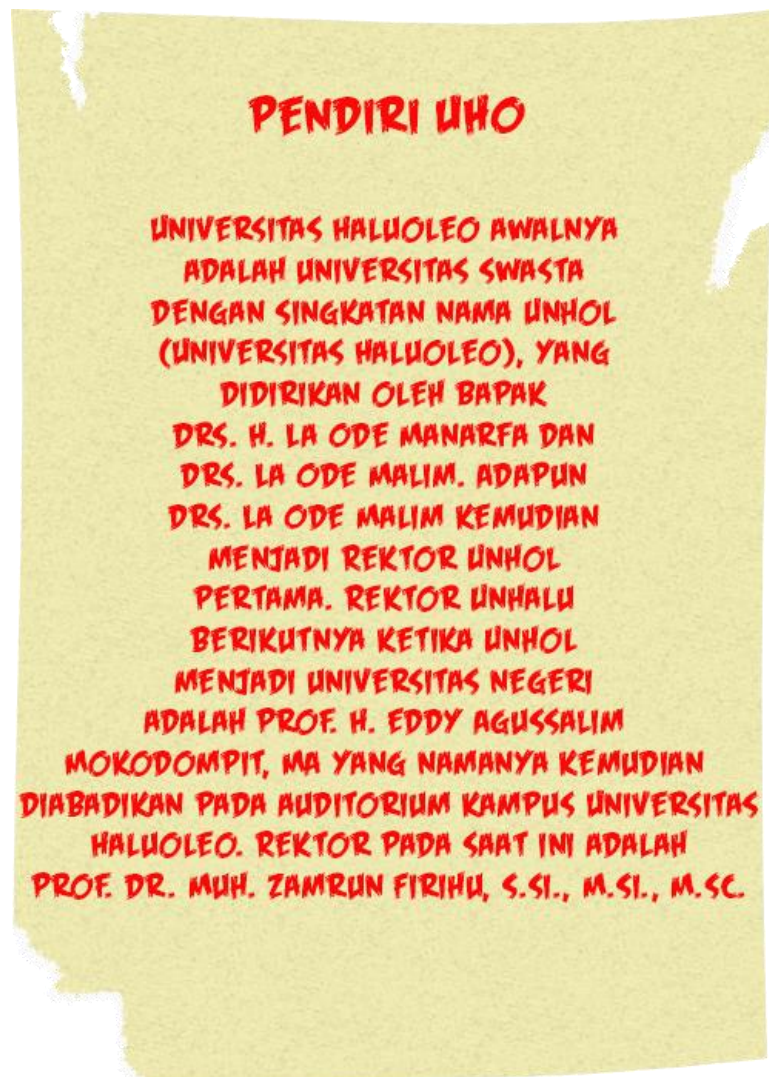 PENDIRI UHO
UNIVERSITAS HALUOLEO AWALNYA
ADALAH UNIVERSITAS SWASTA
DENGAN SINGKATAN NAMA UNHOL
(UNIVERSITAS HALUOLEO), YANG
DIDIRIKAN OLEH BAPAK
DRS. H. LA ODE MANARFA DAN
DRS. LA ODE MALIM. ADAPUN
DRS. LA ODE MALIM KEMUDIAN
MENJADI REKTOR UNHOL
PERTAMA. REKTOR UNHALU
BERIKUTNYA KETIKA UNHOL
MENJADI UNIVERSITAS NEGERI
ADALAH PROF. H. EDDY AGUSSALIM
MOKODOMPIT, MA YANG NAMANYA KEMUDIAN
DIABADIKAN PADA AUDITORIUM KAMPUS UNIVERSITAS
HALUOLEO. REKTOR PADA SAAT INI ADALAH
PROF. DR. MUH. ZAMRUN FIRIHU, S.SI., M.SI., M.SC.